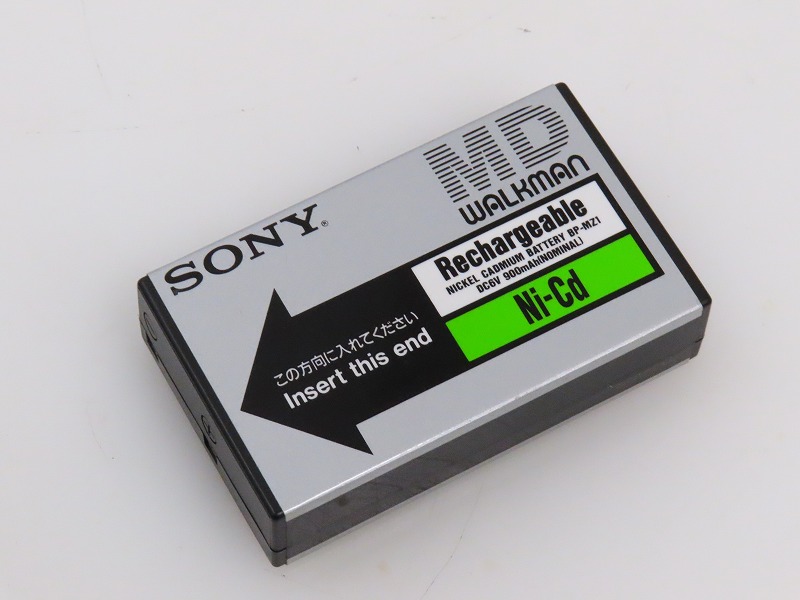 SONY®
MD
WALKMAN
Rechargeable
NICKEL CADMIUM BATTERY BP-MZ1
DC6V 900mAh(NOMINAL)
Ni-Cd
この方向に入れてください
Insert this end